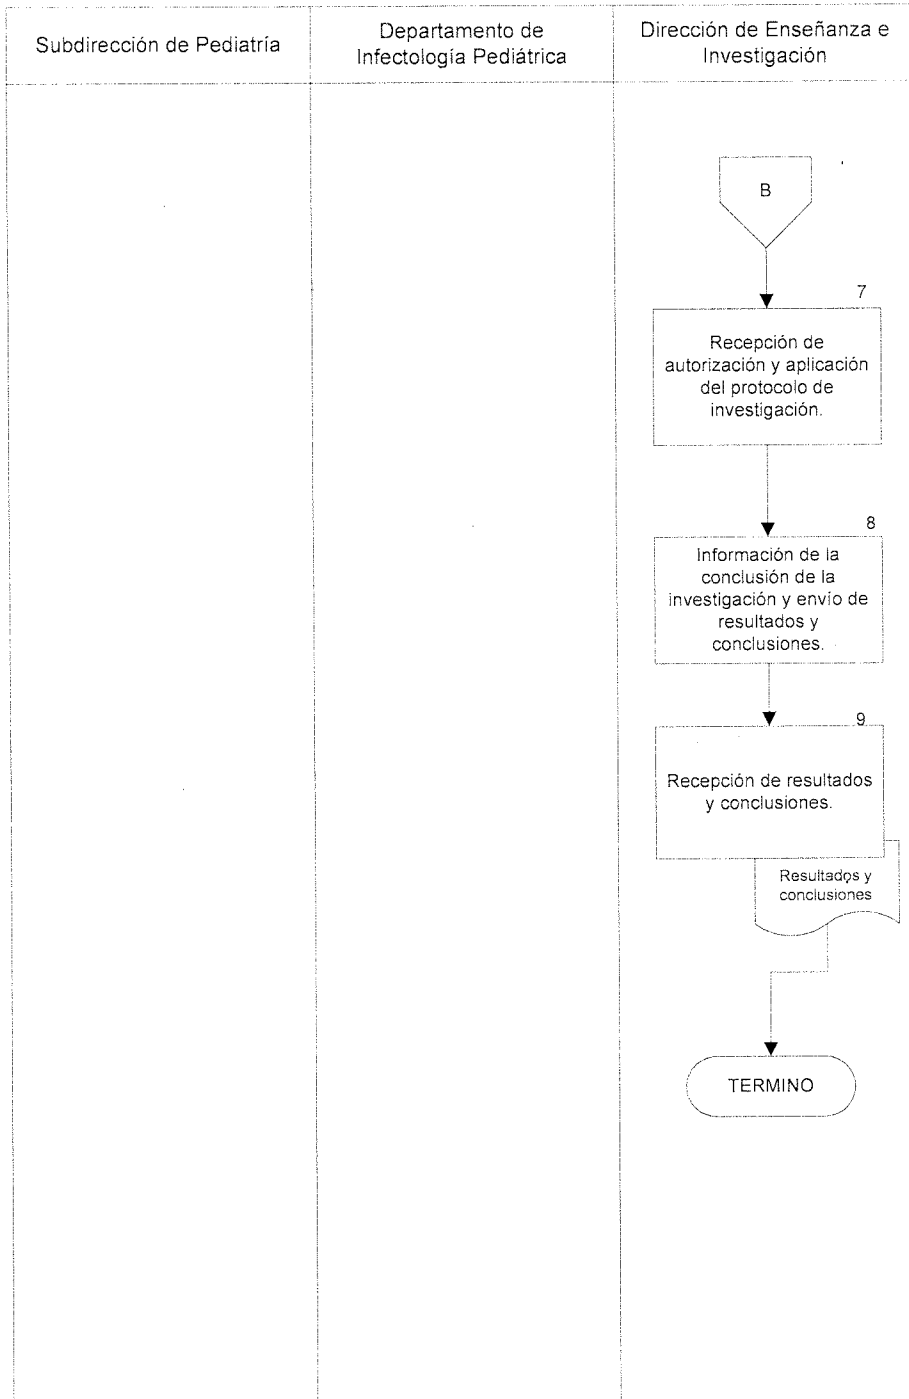 Subdirección de Pediatría
Departamento de
Infectología Pediátrica
Dirección de Enseñanza e
Investigación
B
7
Recepción de
autorización y aplicación
del protocolo de
investigación.
8
Información de la
conclusión de la
investigación y envío de
resultados y
conclusiones.
9
Recepción de resultados
y conclusiones.
Resultados y
conclusiones
TERMINO